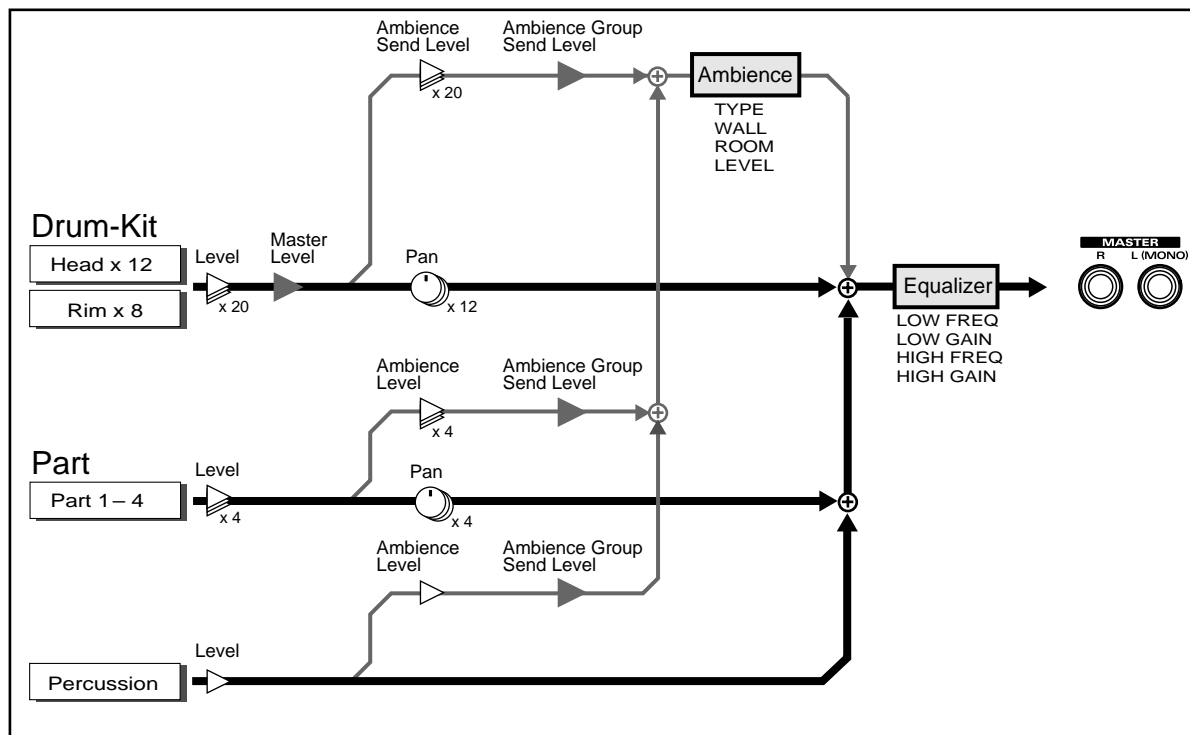 Ambience
Send Level
Ambience Group
Send Level
x 20
Ambience
TYPE
WALL
ROOM
LEVEL
Drum-Kit
Head x 12
Rim x 8
Level
x 20
Master
Level
Pan
x 12
Equalizer
LOW FREQ
LOW GAIN
HIGH FREQ
HIGH GAIN
MASTER
R
L (MONO)
Ambience
Level
Ambience Group
Send Level
x 4
Part
Part 1 – 4
Level
x 4
Pan
x 4
Ambience
Level
Ambience Group
Send Level
Percussion
Level